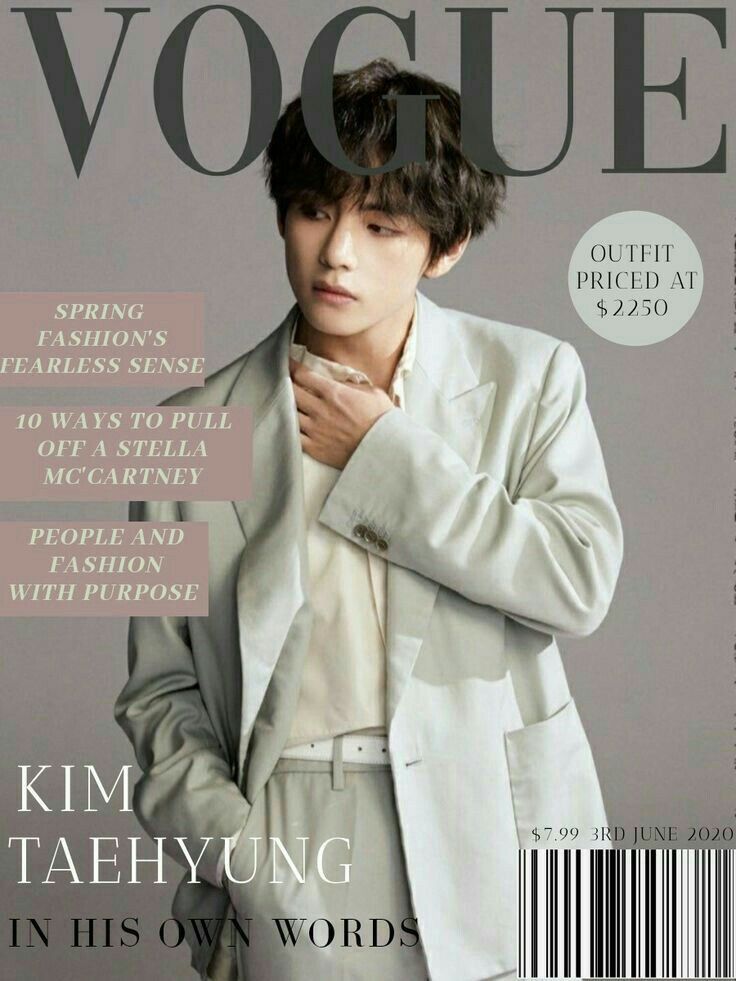 VOGUE
OUTFIT
PRICED AT
$2250
SPRING
FASHION'S
FEARLESS SENSE
10 WAYS TO PULL
OFF A STELLA
MC'CARTNEY
PEOPLE AND
FASHION
WITH PURPOSE
KIM
TAEHYUNG
IN HIS OWN WORDS
$7.99 3RD JUNE 2020